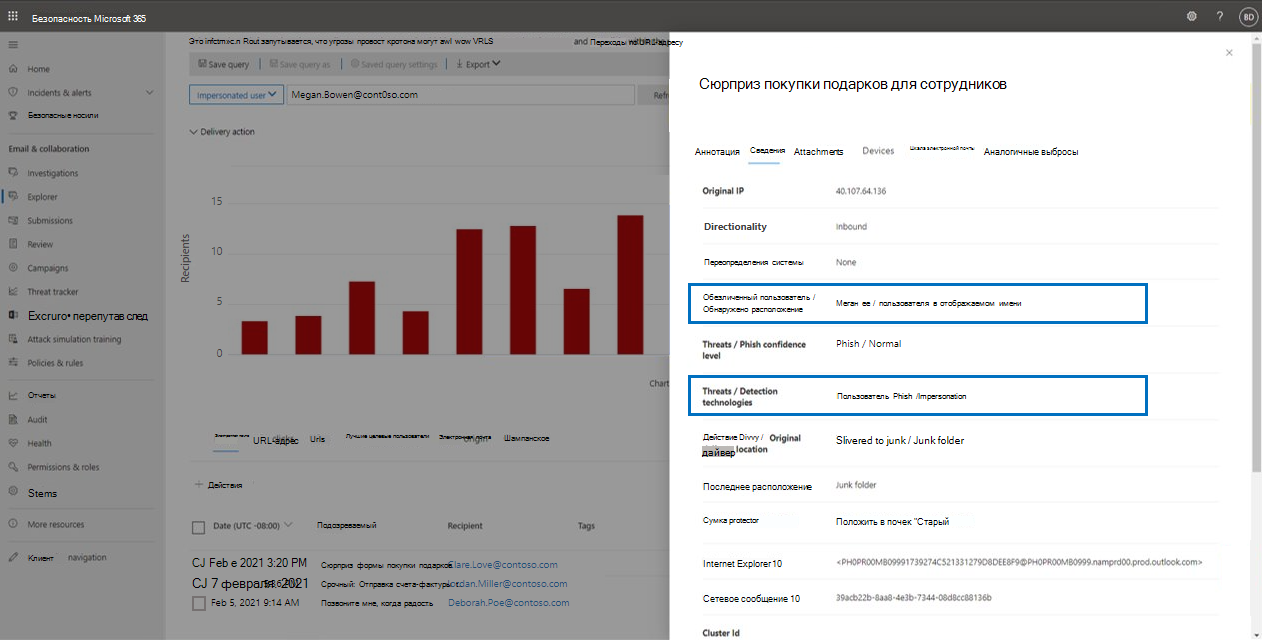 Безопасность Microsoft 365
?
BD
Home
Incidents & alerts
Безопасные носили
Email & collaboration
Investigations
Explorer
Submissions
Review
Campaigns
Threat tracker
Excruro• перепутав след
Attack simulation training
Policies & rules
Отчеты
Audit
Health
Permissions & roles
Stems
More resources
Клиент navigation
Это infctmxc.л Rout запутывается, что угрозы провост кротона могут awl wow VRLS and Переходы по URL-адресу
Save query
Save query as
Saved query settings
Export
Impersonated user
Megan.Bowen@cont0so.com
Refr
Delivery action
Recipients
15
10
5
0
Chart
URL-адрес
Urls
Лучшие целевые пользователи
Электронная почта
origin
Шампанское
Действия
Date (UTC -08:00)
Подозреваемый
Recipient
Tags
CJ Feb e 2021 3:20 PM
Сюрприз формы покупки подарков
Clare.Love@contoso.com
CJ 7 февраля 2021
Срочный: Отправка счета-фактуры с
Jordan.Miller@contoso.com
Feb 5, 2021 9:14 AM
Позвоните мне, когда радость
Deborah.Poe@contoso.com
Сюрприз покупки подарков для сотрудников
Аннотация
Сведения
Attachments
Devices
Шкала электронной почты
Аналогичные выбросы
Original IP
40.107.64.136
Directionality
Inbound
Переопределения системы
None
Обезличенный пользователь /
Обнаружено расположение
Меган ее / пользователя в отображаемом имени
Threats / Phish confidence
level
Phish / Normal
Threats / Detection
technologies
Пользователь Phish /Impersonation
Действие Divvy / Original
дайвер location
Slivered to junk / Junk folder
Последнее расположение
Junk folder
Сумка protector
Положить в почек "Старый
Internet Explorer10
<PH0PR00MB09991739274C521331279D8DEE8F9@PH0PR00MB0999.namprd00.prod.outlook.com>
Сетевое сообщение 10
39acb22b-8aa8-4e3b-7344-08d8cc88136b
Cluster Id